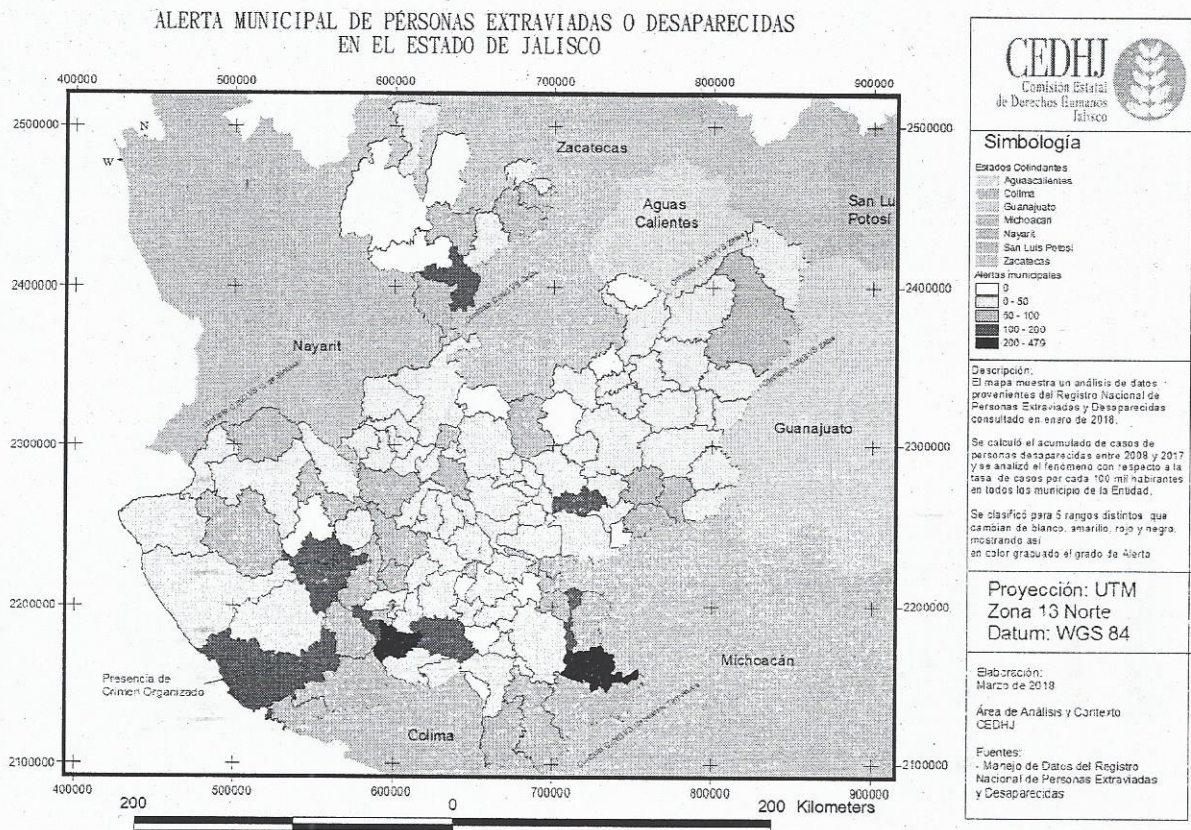 ALERTA MUNICIPAL DE PERSONAS EXTRAVIADAS O DESAPARECIDAS
EN EL ESTADO DE JALISCO
400000 500000 600000 700000 800000 900000
2500000 2500000
2400000 2400000
2300000 2300000
2200000 2200000
2100000 2100000
N
W
Zacatecas
Aguas
Calientes
San Lu
Potosí
Nayarit
Guanajuato
Michoacán
Colima
Presencia de
Crimen Organizado
400000 500000 600000 700000 800000 900000
200 0 200 Kilometers
CEDHJ
Comisión Estatal
de Derechos Humanos
Jalisco
Simbología
Estados Colindantes
Aguascalientes
Colima
Guanajuato
Michoacán
Nayarit
San Luis Potosí
Zacatecas
Alertas municipales
0
0 - 50
50 - 100
100 - 200
200 - 479
Descripción:
El mapa muestra un análisis de datos
provenientes del Registro Nacional de
Personas Extraviadas y Desaparecidas
consultado en enero de 2018.
Se calculó el acumulado de casos de
personas desaparecidas entre 2008 y 2017
y se analizó el fenómeno con respecto a la
tasa de casos por cada 100 mil habitantes
en todos los municipio de la Entidad.
Se clasificó para 5 rangos distintos que
cambian de blanco, amarillo, rojo y negro,
mostrando así
en color graduado el grado de Alerta
Proyección: UTM
Zona 13 Norte
Datum: WGS 84
Elaboración:
Marzo de 2018
Área de Análisis y Contexto
CEDHJ
Fuentes:
- Manejo de Datos del Registro
Nacional de Personas Extraviadas
y Desaparecidas